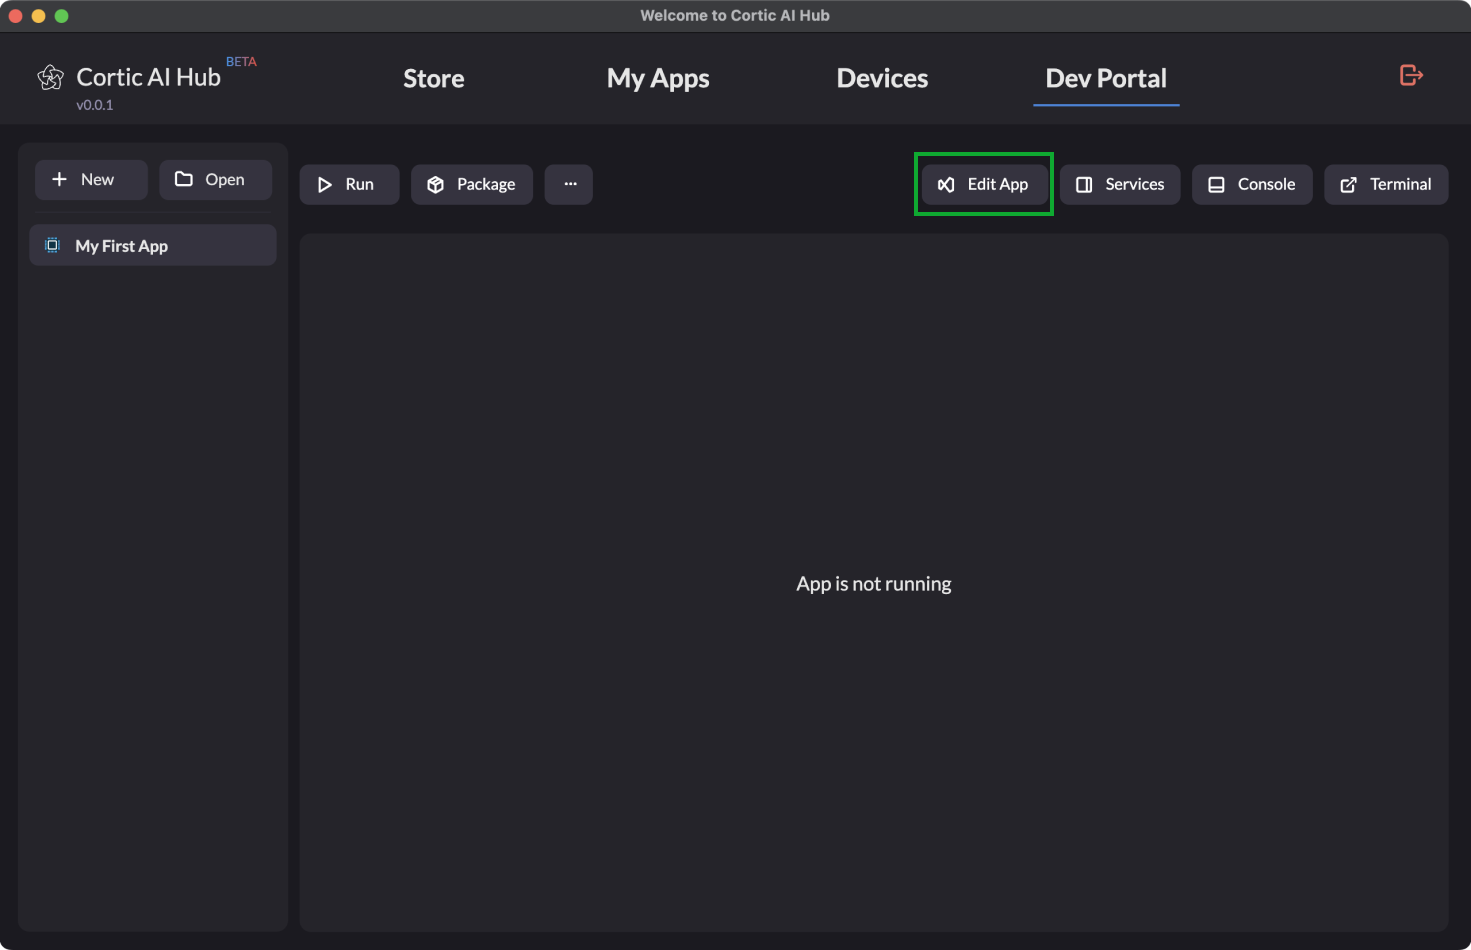 Welcome to Cortic AI Hub
Cortic AI Hub BETA
v0.0.1
Store
My Apps
Devices
Dev Portal
New
Open
Run
Package
...
Edit App
Services
Console
Terminal
My First App
App is not running